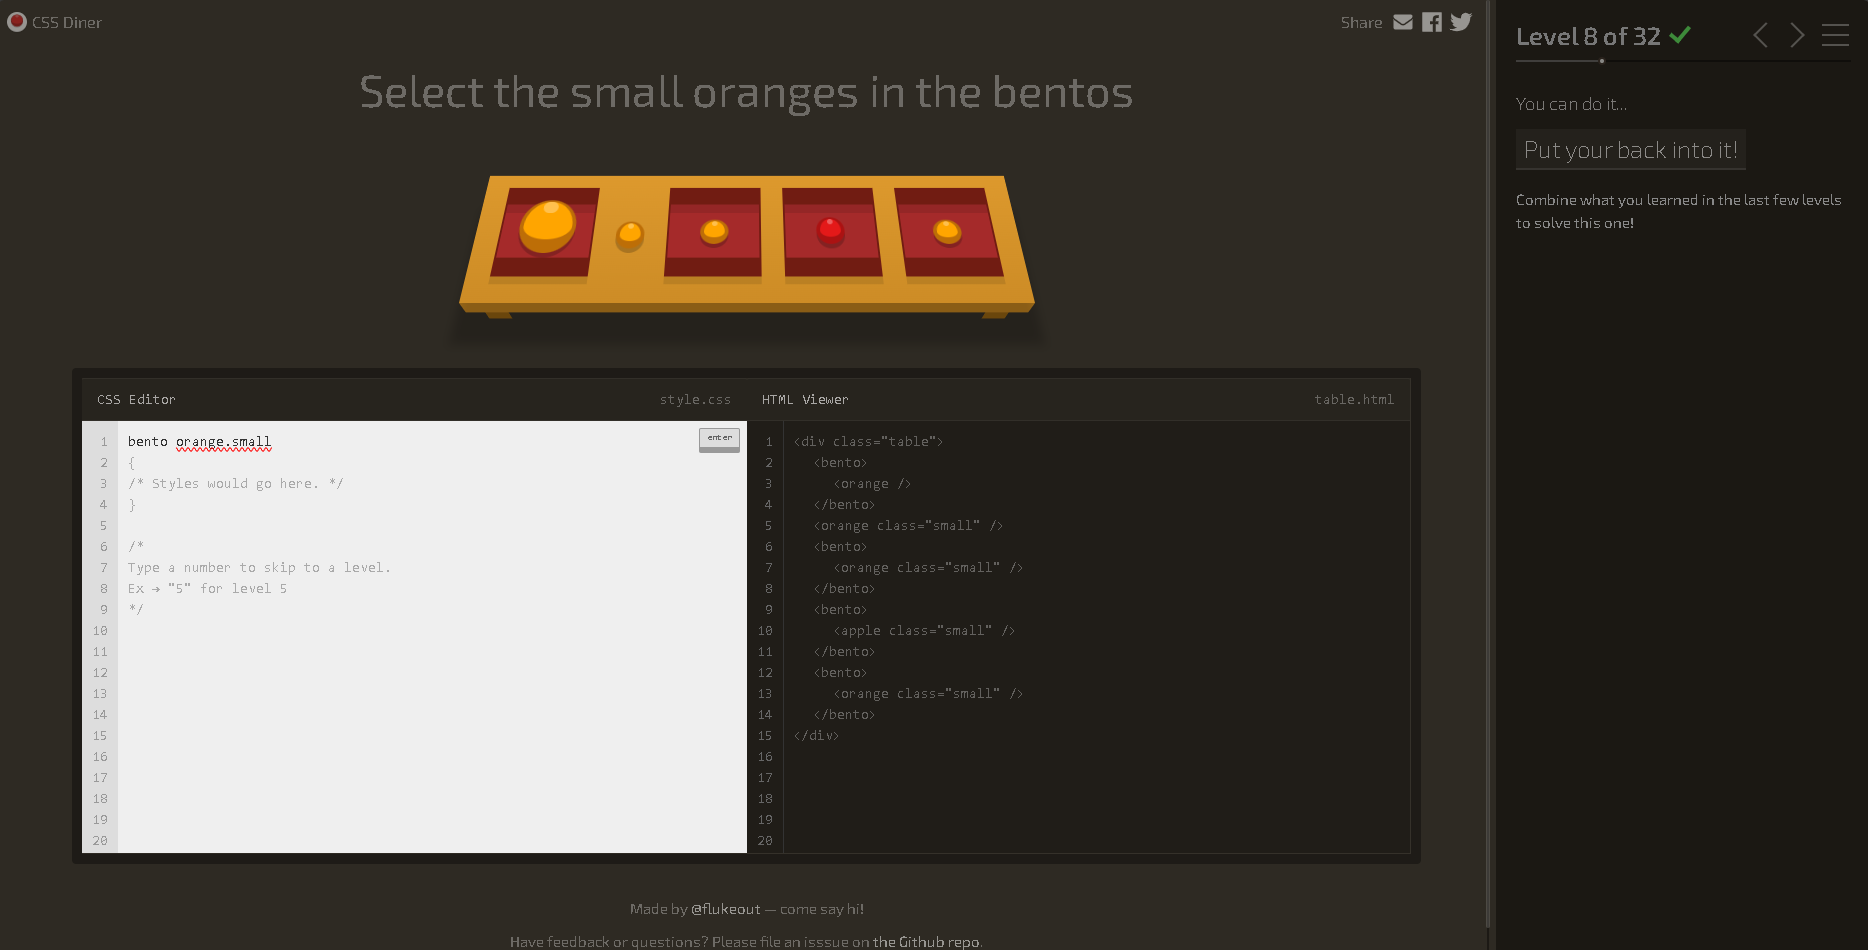 CSS Diner
Share
Select the small oranges in the bentos
CSS Editor
style.css
HTML Viewer
table.html
1 bento orange.small
enter
2 {
3 /* Styles would go here. */
4 }
5
6 /*
7 Type a number to skip to a level.
8 Ex → "5" for level 5
9 */
10
11
12
13
14
15
16
17
18
19
20
1 <div class="table">
2 <bento>
3 <orange />
4 </bento>
5 <orange class="small" />
6 <bento>
7 <orange class="small" />
8 </bento>
9 <bento>
10 <apple class="small" />
11 </bento>
12 <bento>
13 <orange class="small" />
14 </bento>
15 </div>
16
17
18
19
20
Made by @flukeout — come say hi!
Have feedback or questions? Please file an isssue on the Github repo.
Level 8 of 32
You can do it...
Put your back into it!
Combine what you learned in the last few levels
to solve this one!